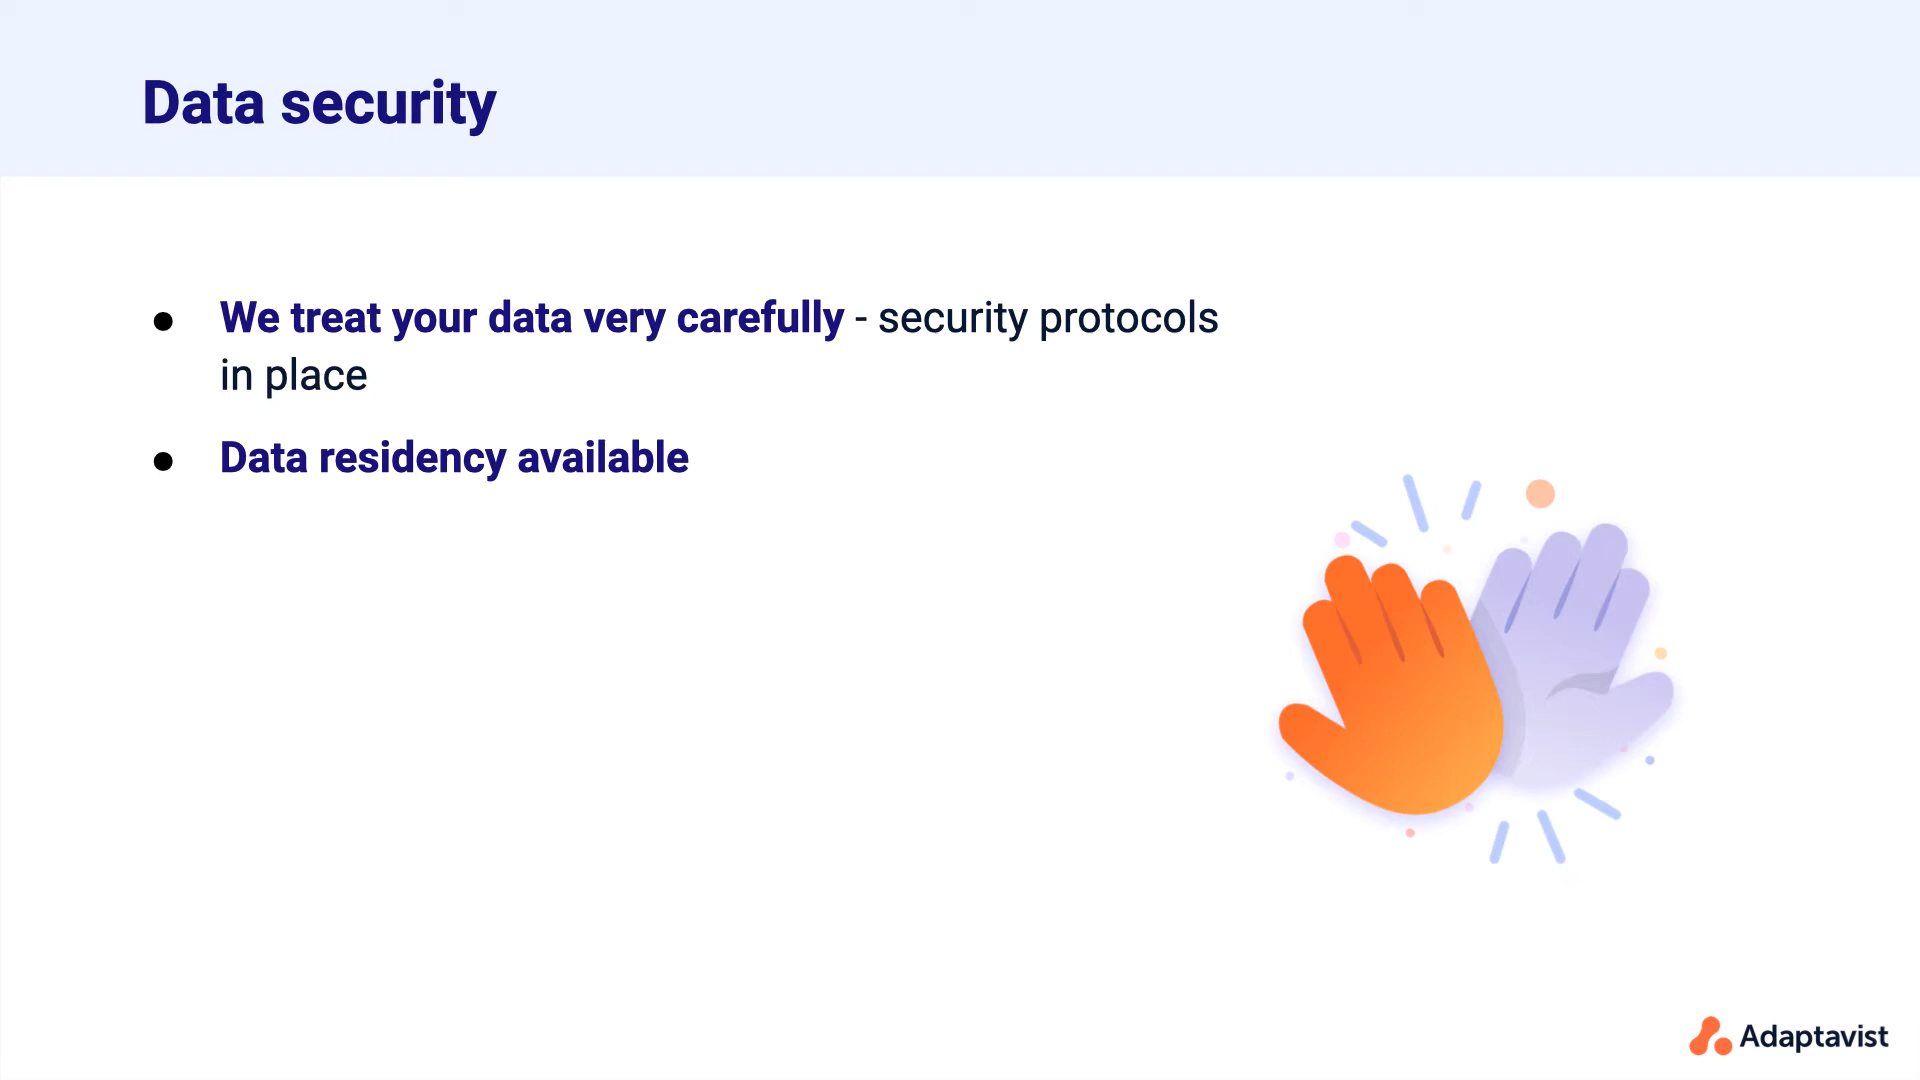 Data security
● We treat your data very carefully - security protocols
in place
● Data residency available
Adaptavist